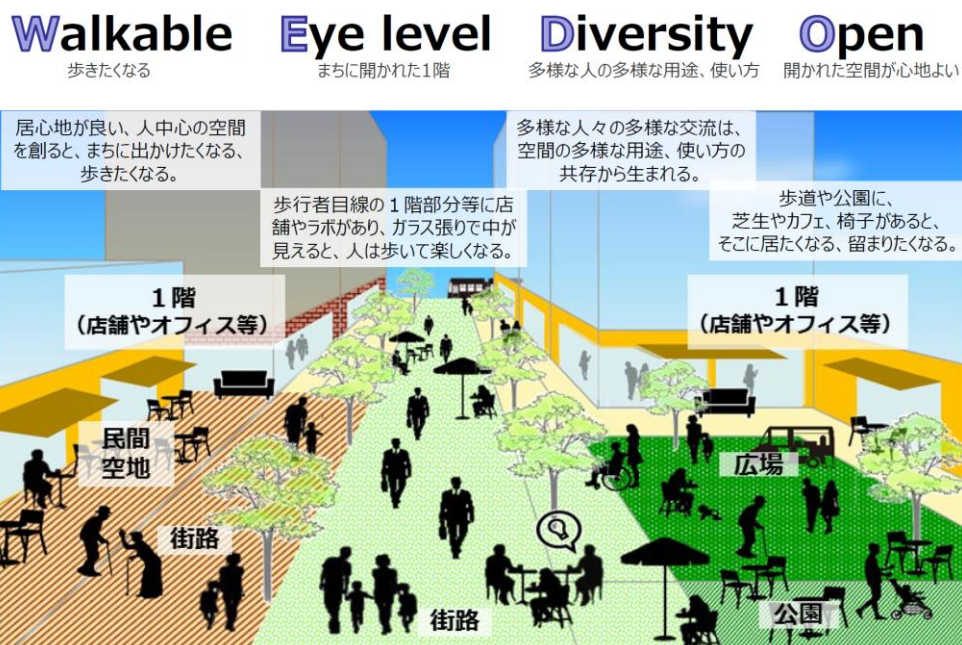 Walkable
歩きたくなる
Eye level
まちに開かれた1階
Diversity
多様な人の多様な用途、使い方
Open
開かれた空間が心地よい
居心地が良い、人中心の空間
を創ると、まちに出かけたくなる、
歩きたくなる。
歩行者目線の1階部分等に店
舗やラボがあり、ガラス張りで中が
見えると、人は歩いて楽しくなる。
多様な人々の多様な交流は、
空間の多様な用途、使い方の
共存から生まれる。
歩道や公園に、
芝生やカフェ、椅子があると、
そこに居たくなる、留まりたくなる。
1階
(店舗やオフィス等)
1階
(店舗やオフィス等)
民間
空地
広場
街路
街路
公園